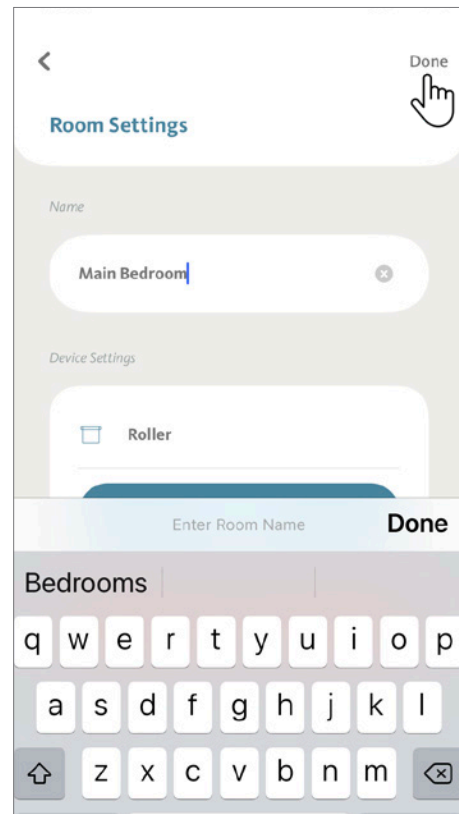 Done
Room Settings
Name
Main Bedroom
Device Settings
Roller
Enter Room Name Done
Bedrooms
q w e r t y u i o p
a s d f g h j k l
z x c v b n m